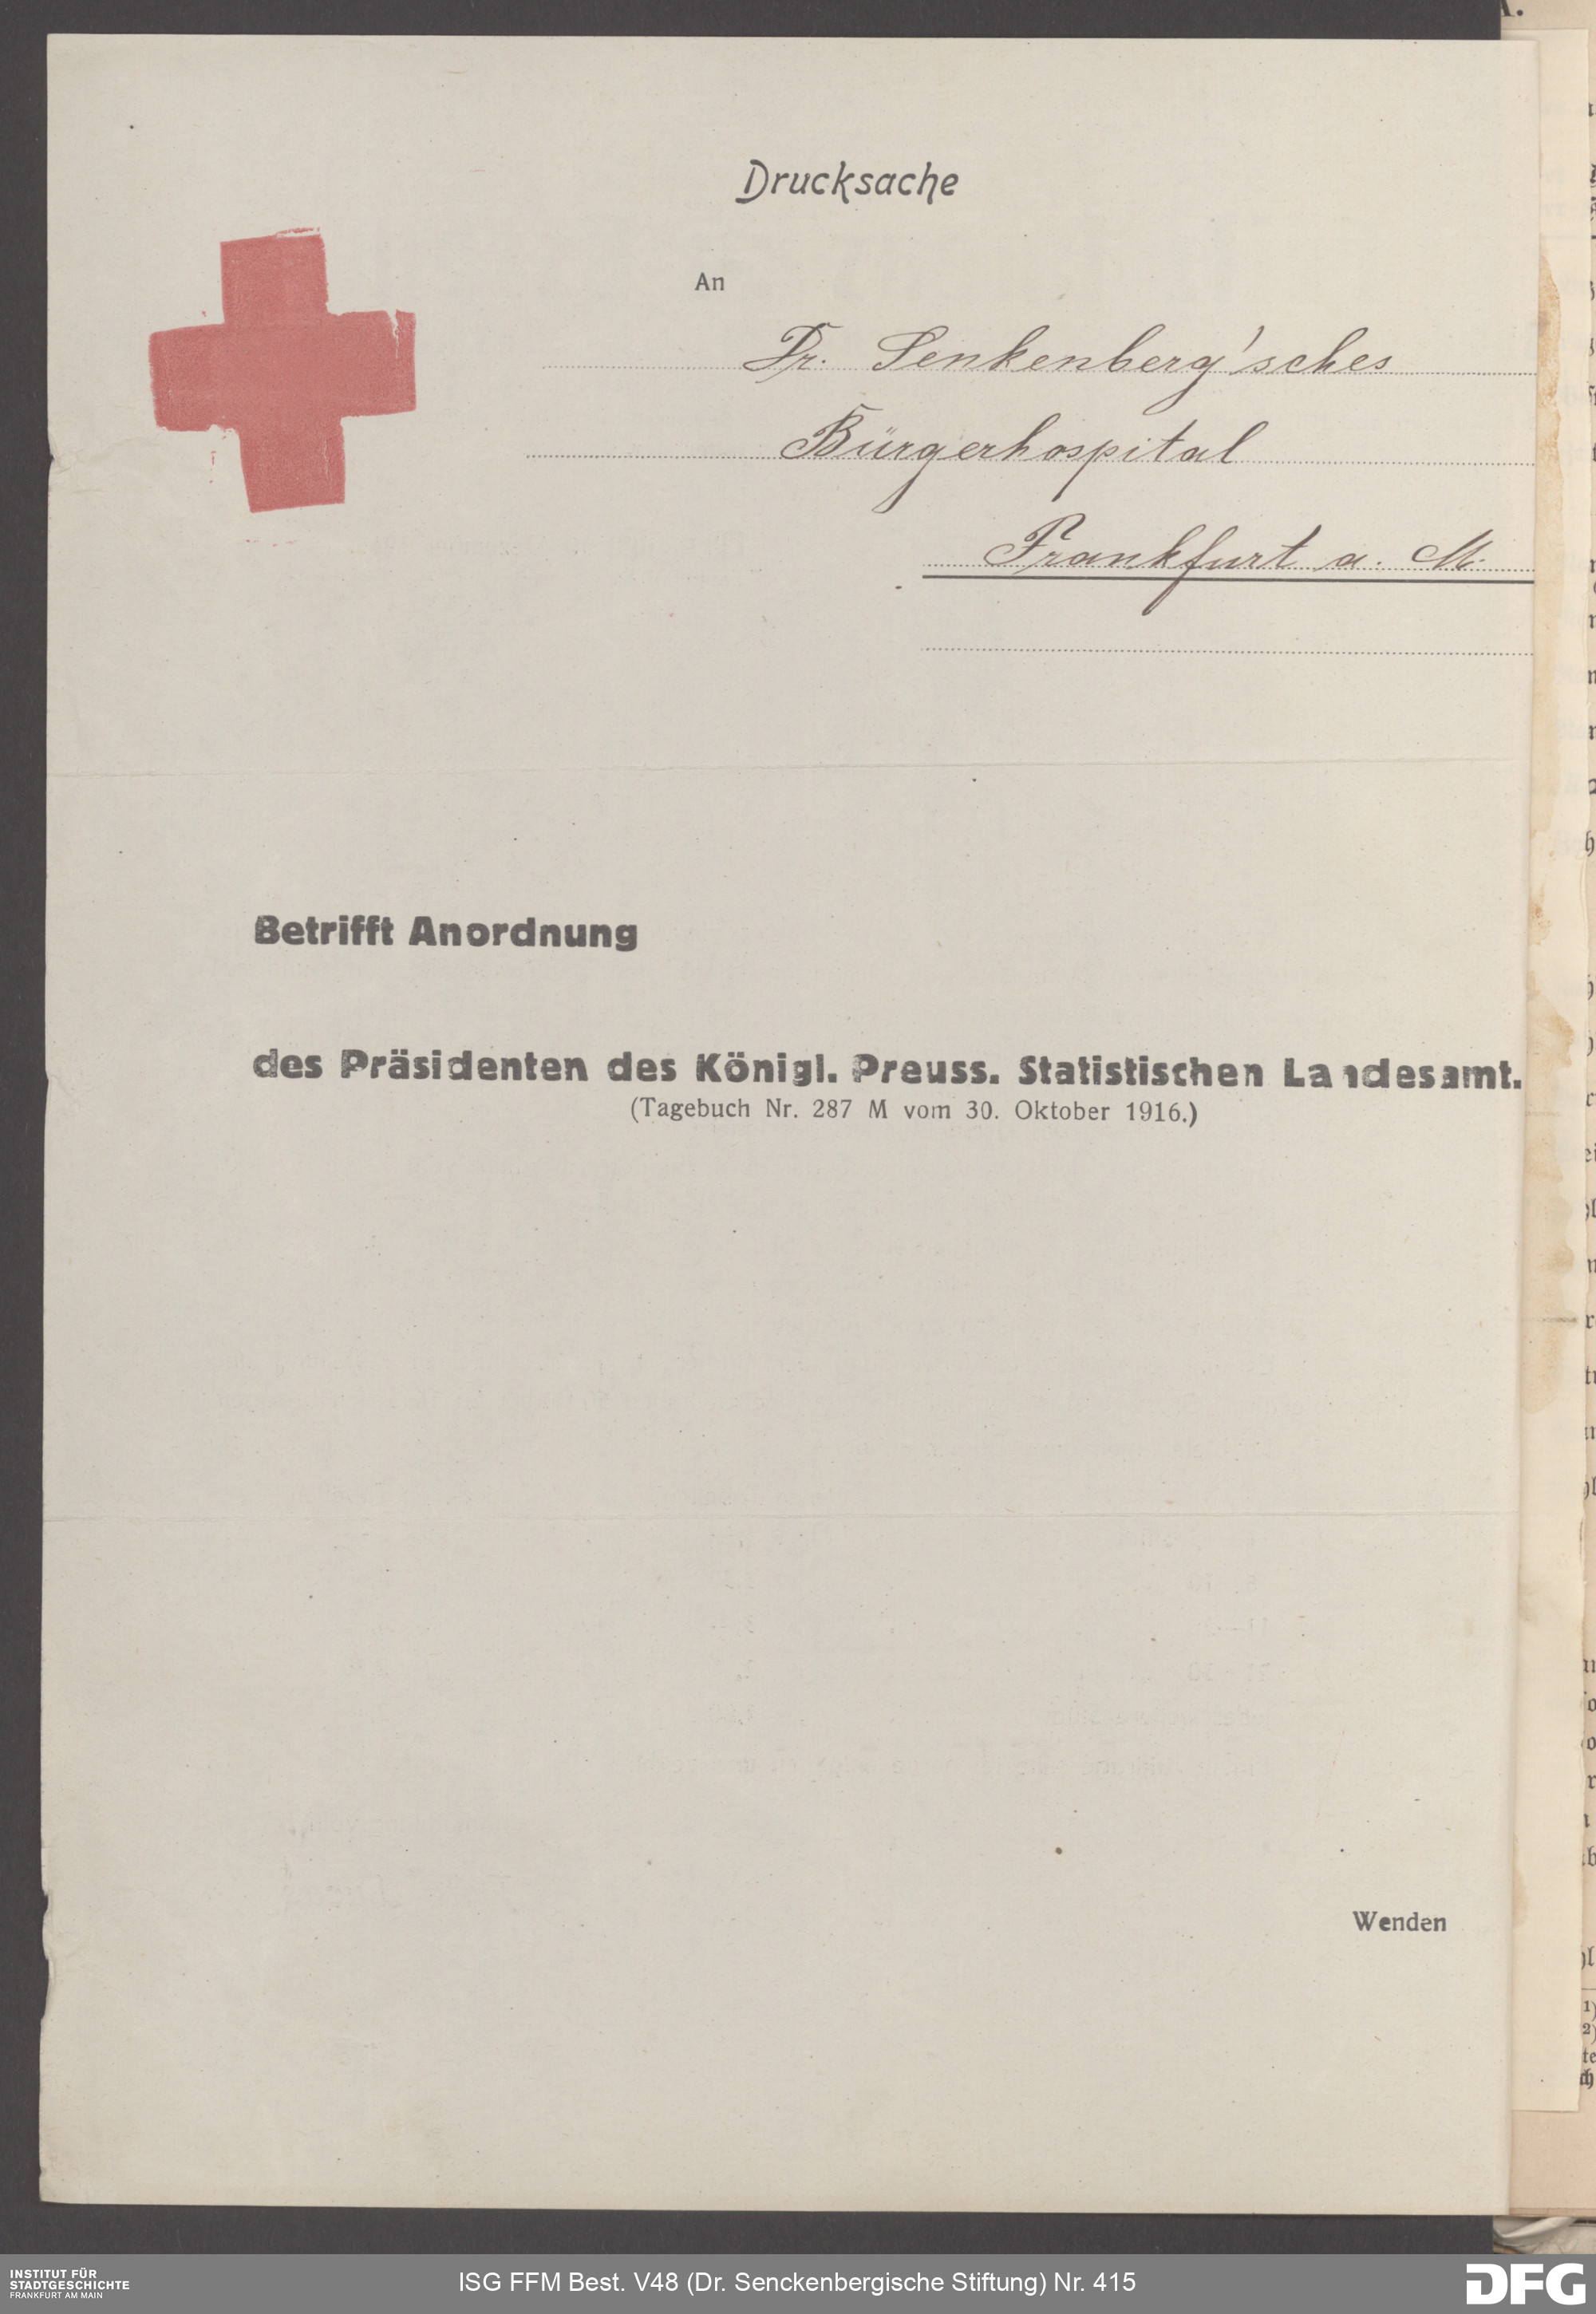 Drucksache
An
Dr. Senkenberg'sches
Bürgerhospital
Frankfurt a. M.
Betrifft Anordnung
des Präsidenten des Königl. Preuss. Statistischen Landesamt.
(Tagebuch Nr. 287 M vom 30. Oktober 1916.)
Wenden
INSTITUT FÜR
STADTGESCHICHTE
FRANKFURT AM MAIN
ISG FFM Best. V48 (Dr. Senckenbergische Stiftung) Nr. 415
DFG